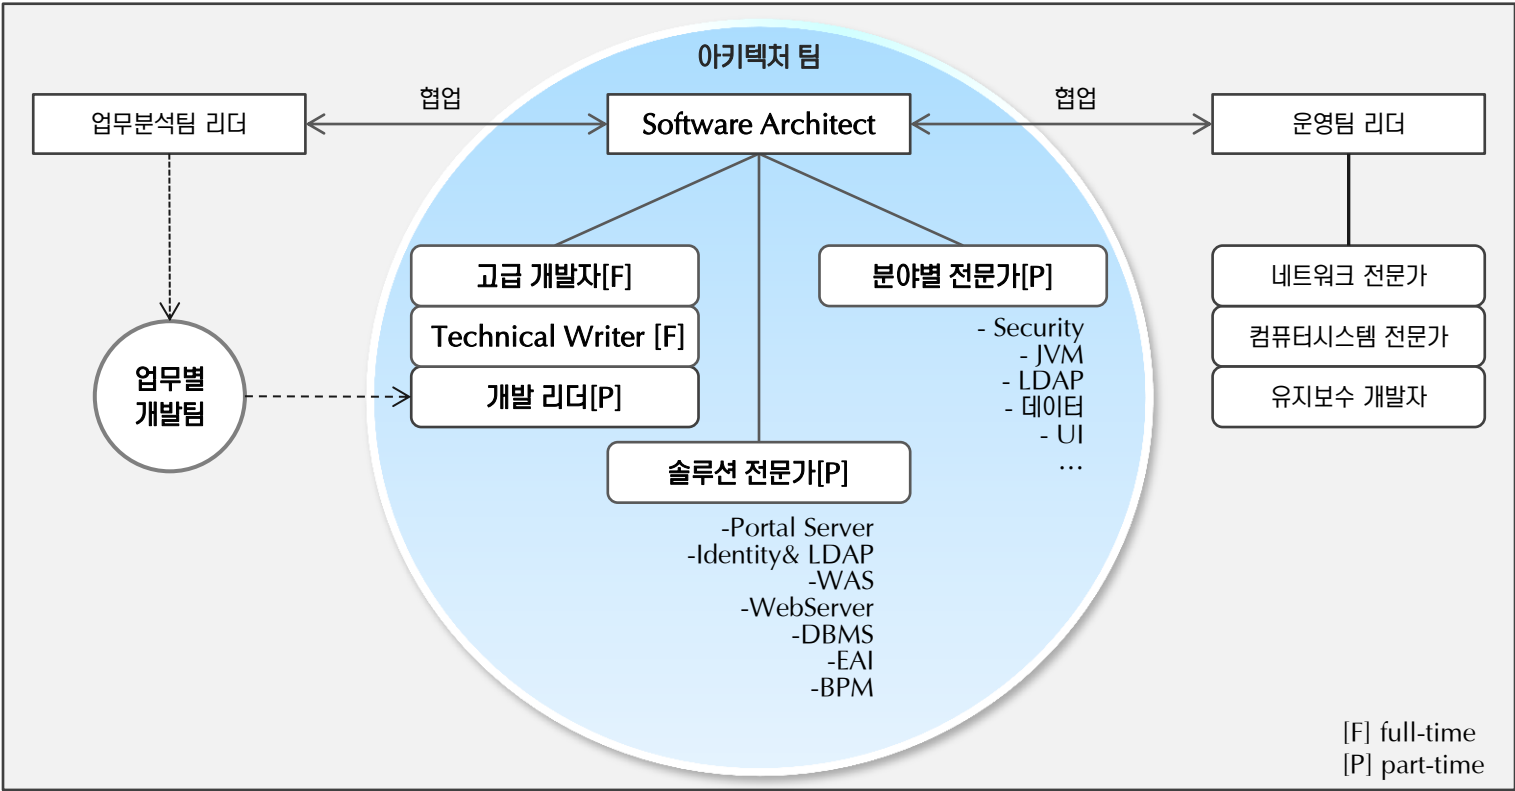 아키텍처 팀
업무분석팀 리더
협업
Software Architect
협업
운영팀 리더
고급 개발자[F]
Technical Writer [F]
개발 리더[P]
분야별 전문가[P]
- Security
- JVM
- LDAP
- 데이터
- UI
...
네트워크 전문가
컴퓨터시스템 전문가
유지보수 개발자
업무별
개발팀
솔루션 전문가[P]
-Portal Server
-Identity& LDAP
-WAS
-WebServer
-DBMS
-EAI
-BPM
[F] full-time
[P] part-time